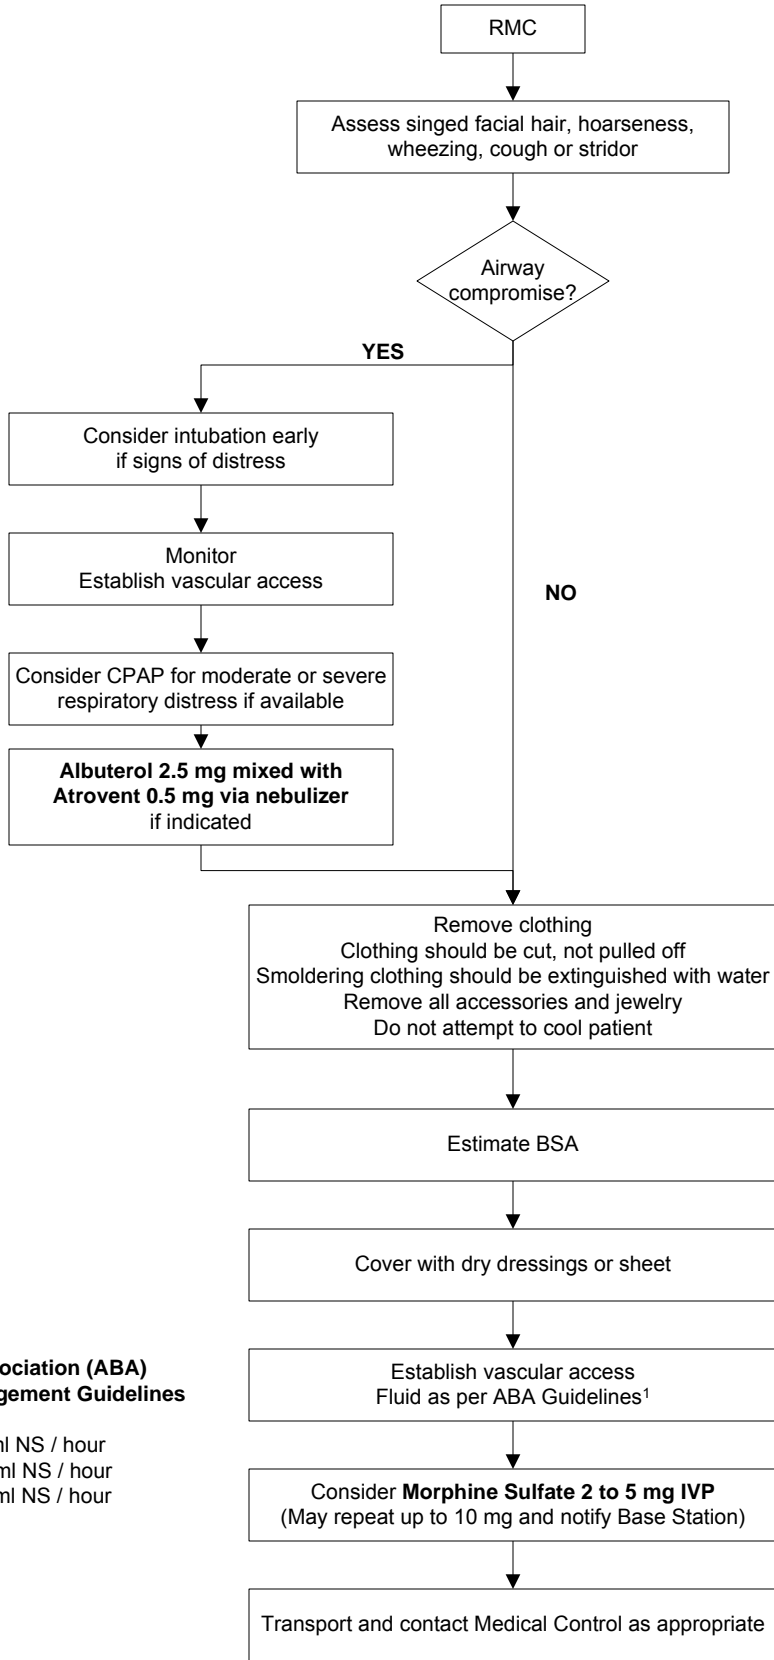 RMC
Assess singed facial hair, hoarseness,
wheezing, cough or stridor
Airway
compromise?
YES
Consider intubation early
if signs of distress
Monitor
Establish vascular access
NO
Consider CPAP for moderate or severe
respiratory distress if available
Albuterol 2.5 mg mixed with
Atrovent 0.5 mg via nebulizer
if indicated
Remove clothing
Clothing should be cut, not pulled off
Smoldering clothing should be extinguished with water
Remove all accessories and jewelry
Do not attempt to cool patient
Estimate BSA
Cover with dry dressings or sheet
Establish vascular access
Fluid as per ABA Guidelines¹
(ABA)
Guidelines
NS / hour
ml NS / hour
ml NS / hour
Consider Morphine Sulfate 2 to 5 mg IVP
(May repeat up to 10 mg and notify Base Station)
Transport and contact Medical Control as appropriate